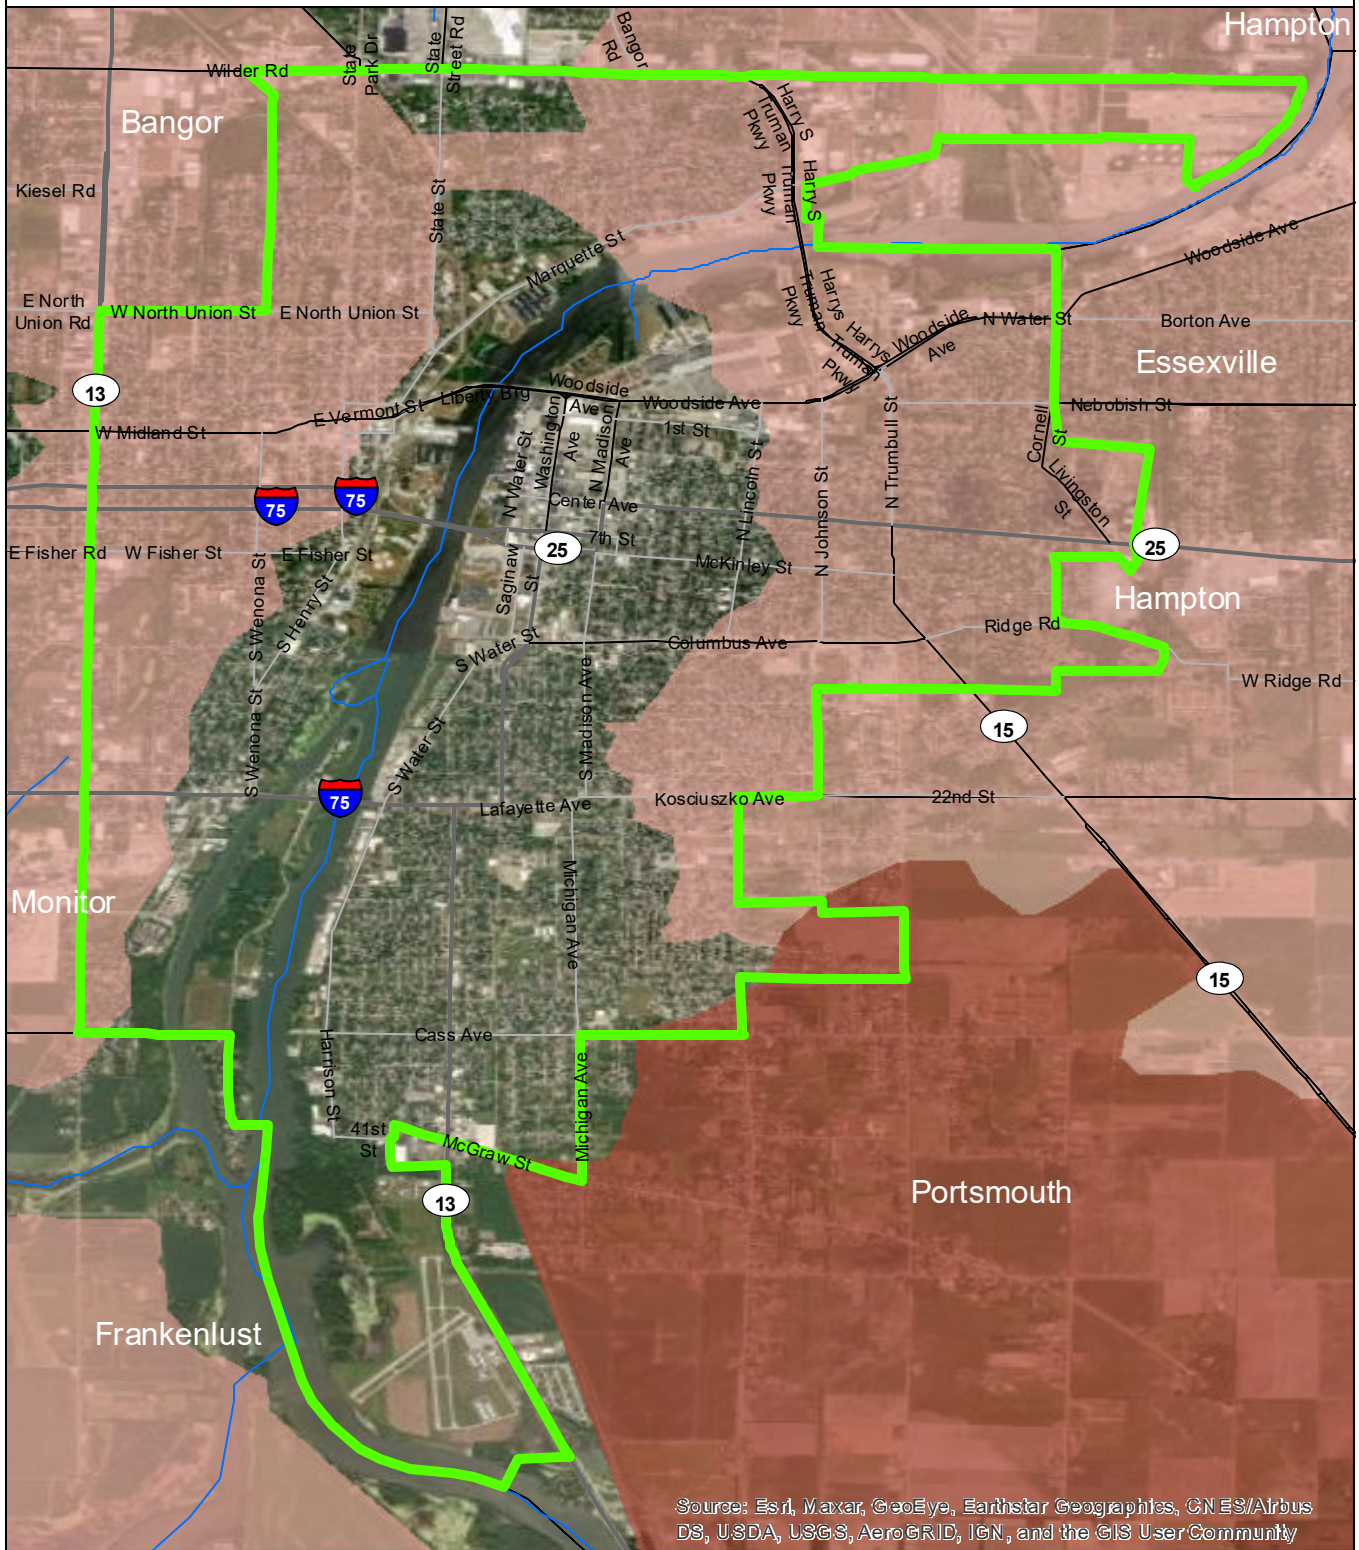 Hampton
Bangor
Rd
State
Park Dr
State
Street Rd
Wilder Rd
Bangor
Harry S
Truman
Pkwy
Harry S
Truman
Pkwy
Kiesel Rd
State St
Marquette St
Woodside Ave
E North
Union Rd
W North Union St
E North Union St
Harrys
Truman
Pkwy
Harrys
Truman
Pkwy
Woodside
Ave
N Water St
Borton Ave
Essexville
13
Liberty Brg
Woodside
Ave
Woodside Ave
Nebobish St
E Vermont St
W Midland St
1st St
Washington
Ave
N Madison
Ave
N Water St
N Lincoln St
N Johnson St
N Trumbull St
Cornell
St
Livingston
St
75
75
Center Ave
7th St
25
25
E Fisher Rd
W Fisher St
E Fisher St
McKinley St
Saginaw
St
S Wenona St
S Henry St
Hampton
S Water St
Columbus Ave
Ridge Rd
W Ridge Rd
S Madison Ave
S Wenona St
S Water St
15
75
Lafayette Ave
Kosciuszko Ave
22nd St
Monitor
Michigan Ave
15
Harrison St
Cass Ave
Michigan Ave
41st
St
McGraw St
13
Portsmouth
Frankenlust
Source: Esri, Maxar, GeoEye, Earthstar Geographics, CNES/Airbus
DS, USDA, USGS, AeroGRID, IGN, and the GIS User Community